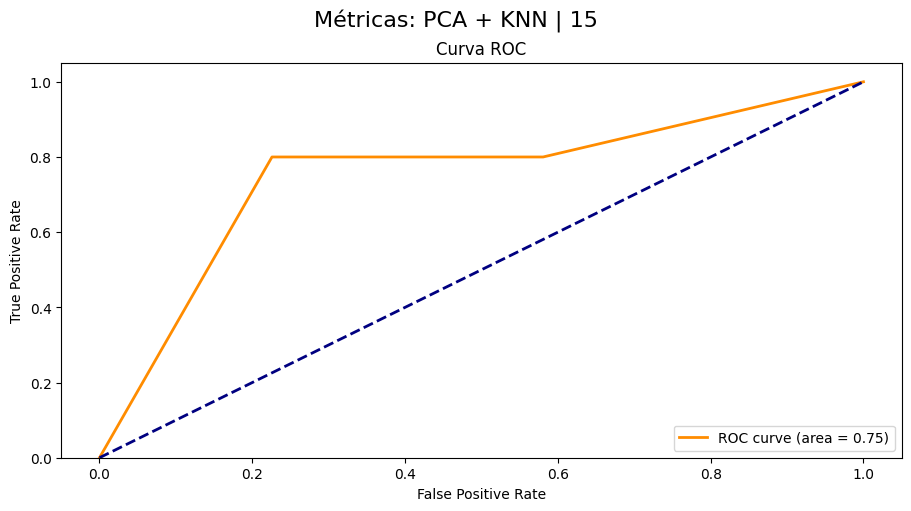 Métricas: PCA + KNN | 15
Curva ROC
True Positive Rate
1.0
0.8
0.6
0.4
0.2
0.0
0.0 0.2 0.4 0.6 0.8 1.0
False Positive Rate
ROC curve (area = 0.75)